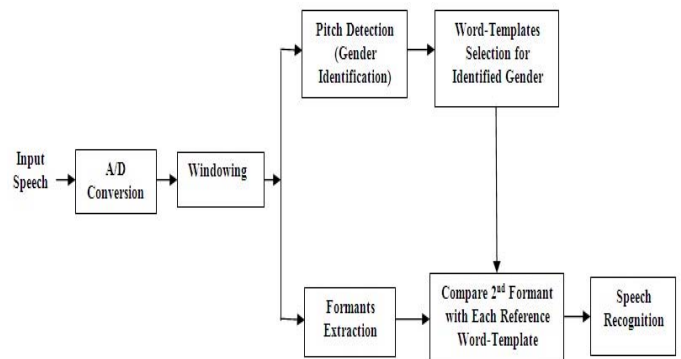 Pitch Detection
(Gender
Identification)
Word-Templates
Selection for
Identified Gender
Input
Speech
A/D
Conversion
Windowing
Formants
Extraction
Compare 2nd Formant
with Each Reference
Word-Template
Speech
Recognition